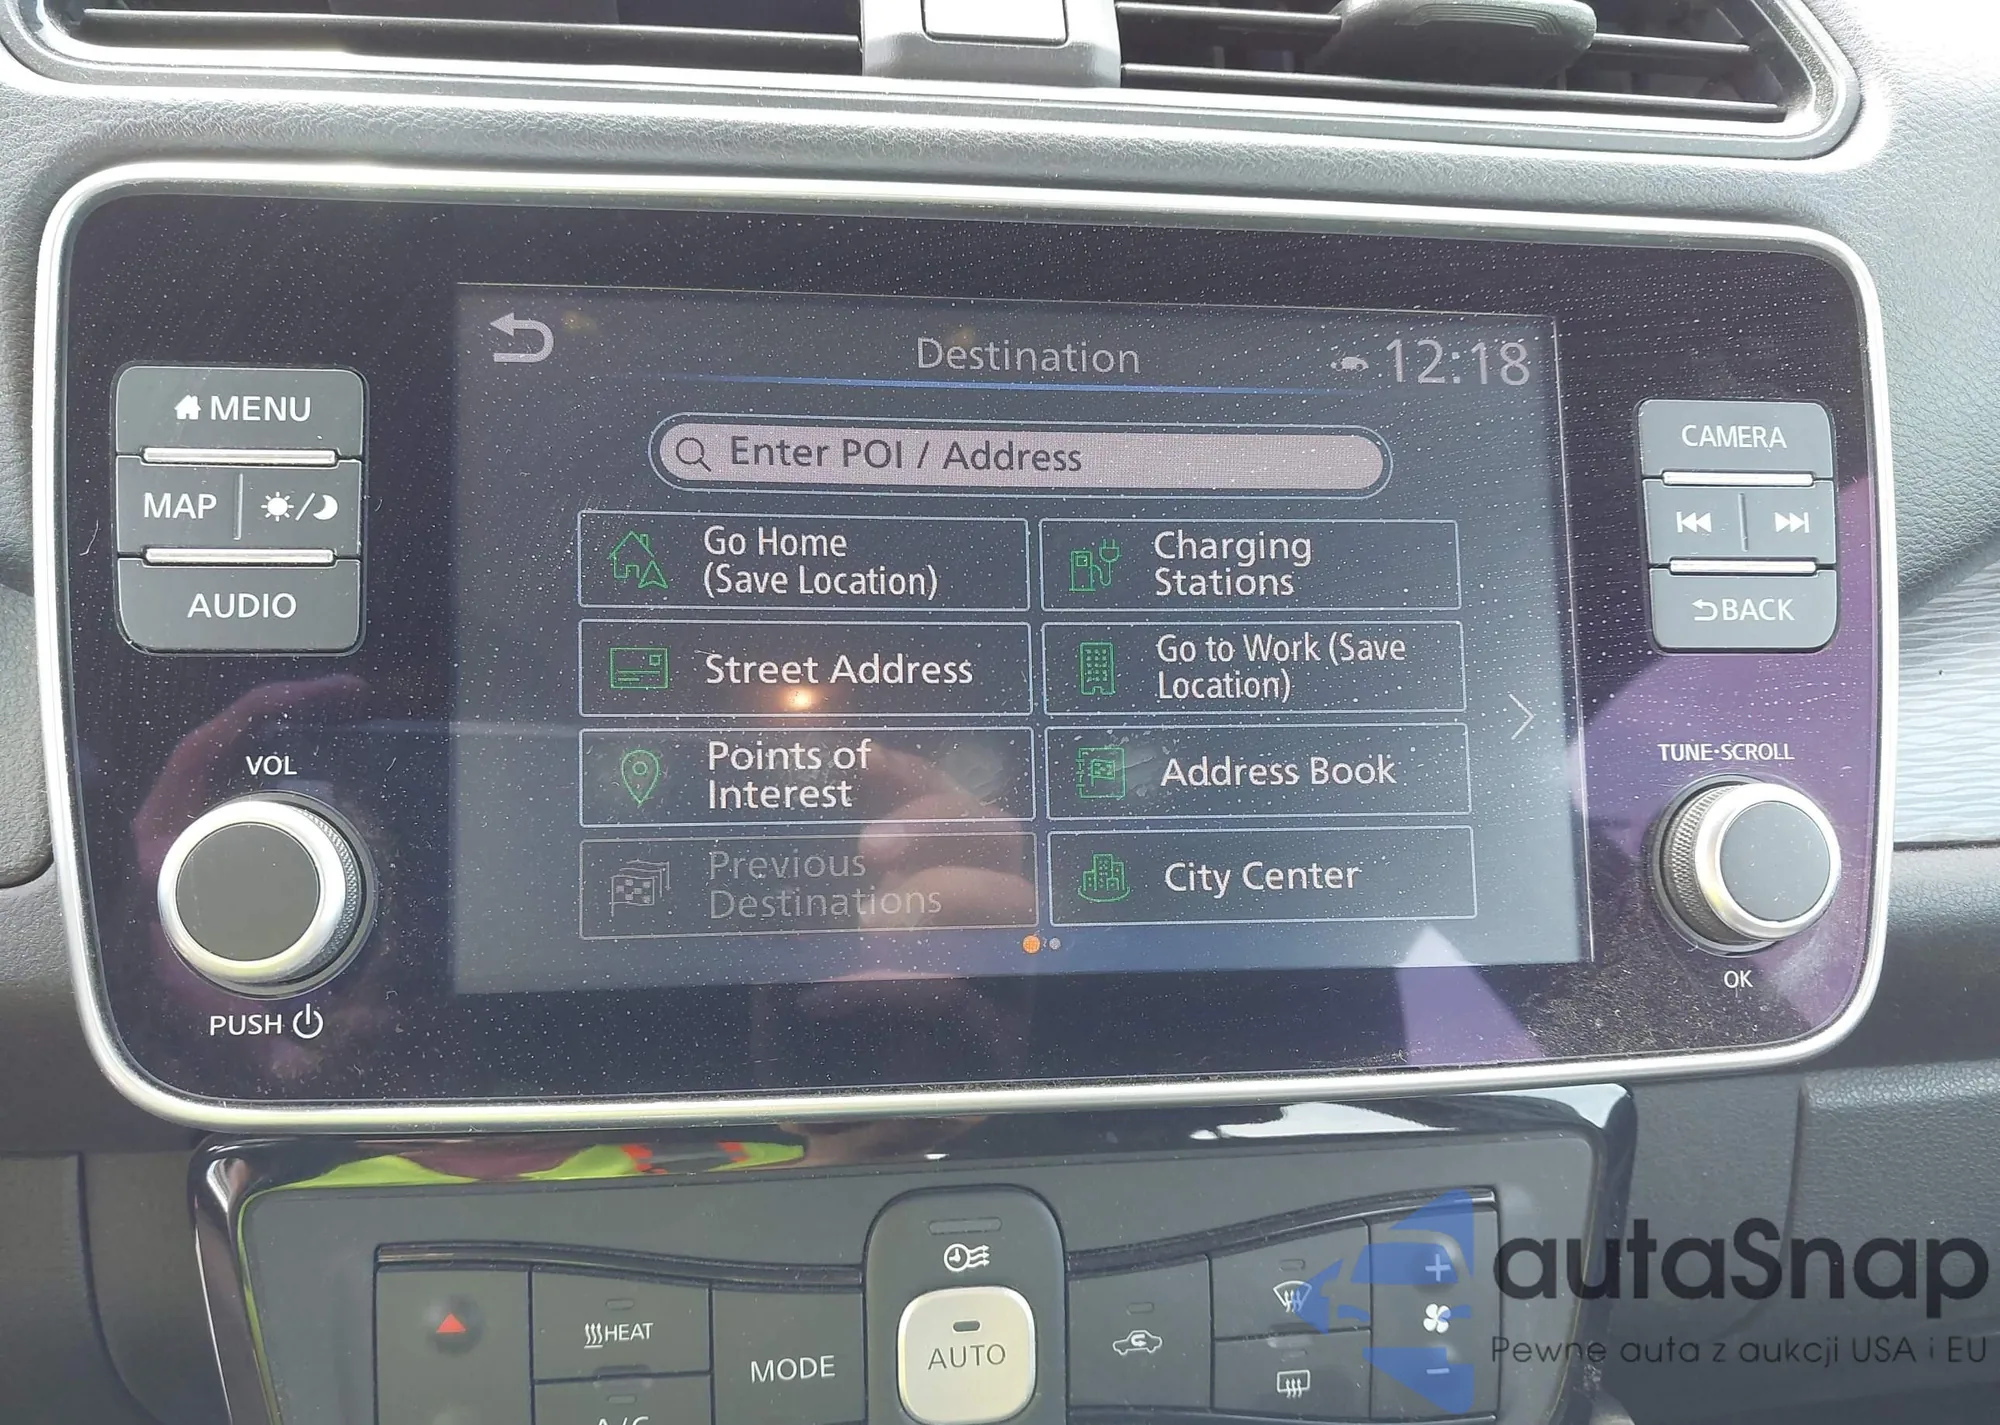 Destination
12:18
Enter POI / Address
Go Home
(Save Location)
Charging
Stations
Street Address
Go to Work (Save
Location)
Points of
Interest
Address Book
Previous
Destinations
City Center
MENU
MAP
AUDIO
VOL
PUSH
CAMERA
BACK
TUNE·SCROLL
OK
HEAT
MODE
AUTO
A/C
autaSnap
Pewne auta z aukcji USA i EU